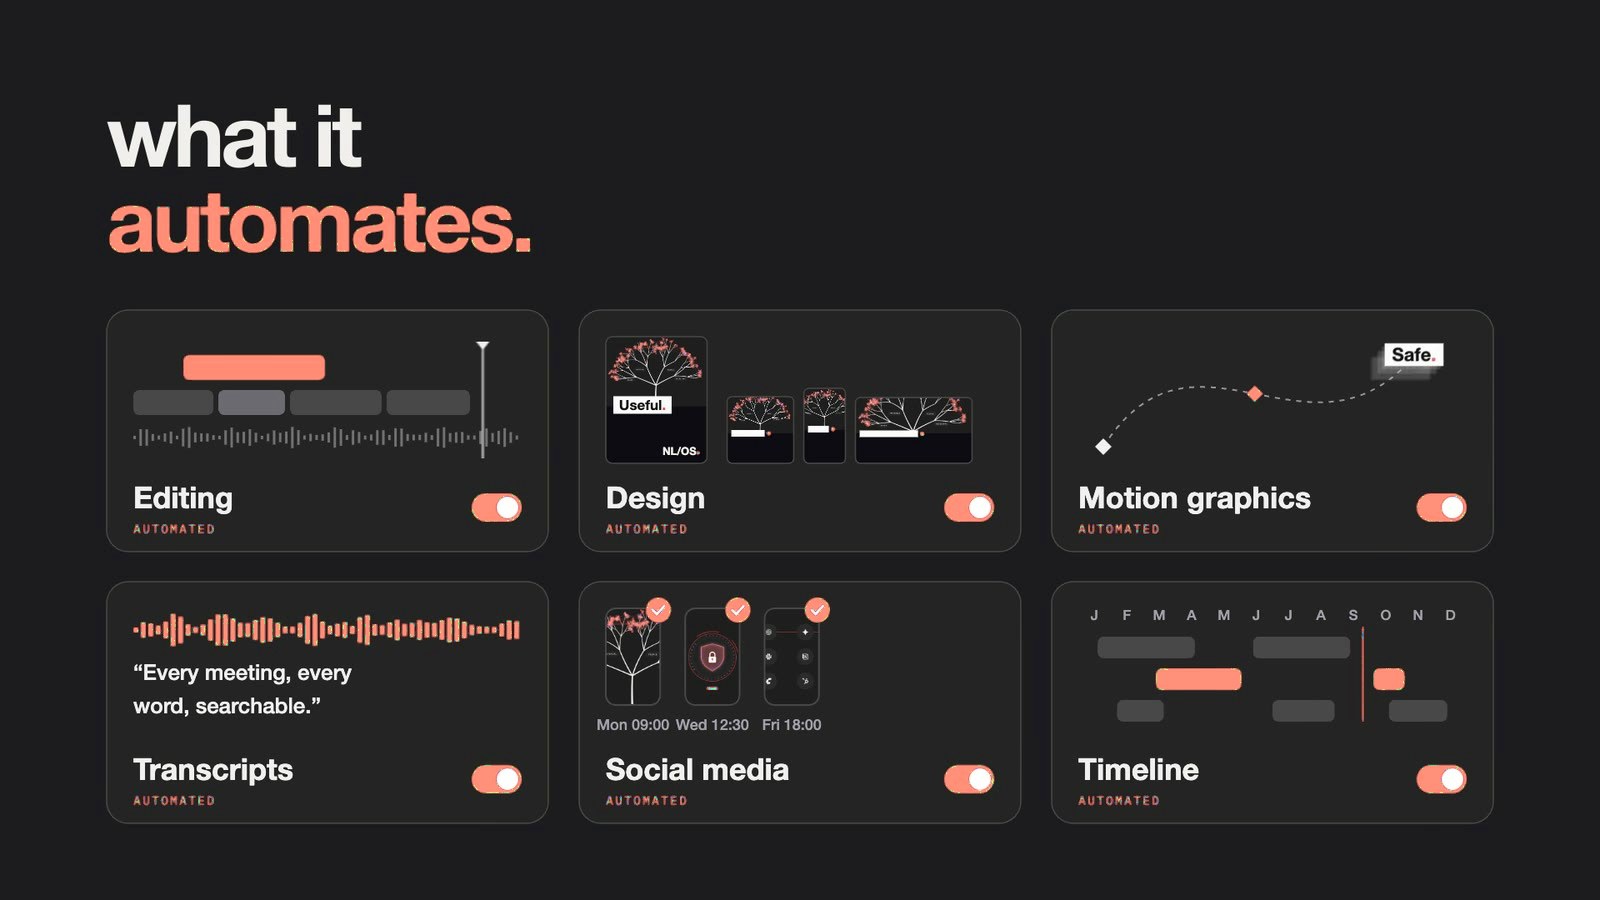 what it
automates.
Useful.
NL/OS.
Safe.
Editing
AUTOMATED
Design
AUTOMATED
Motion graphics
AUTOMATED
“Every meeting, every
word, searchable.”
Transcripts
AUTOMATED
Mon 09:00 Wed 12:30 Fri 18:00
Social media
AUTOMATED
J F M A M J J A S O N D
Timeline
AUTOMATED